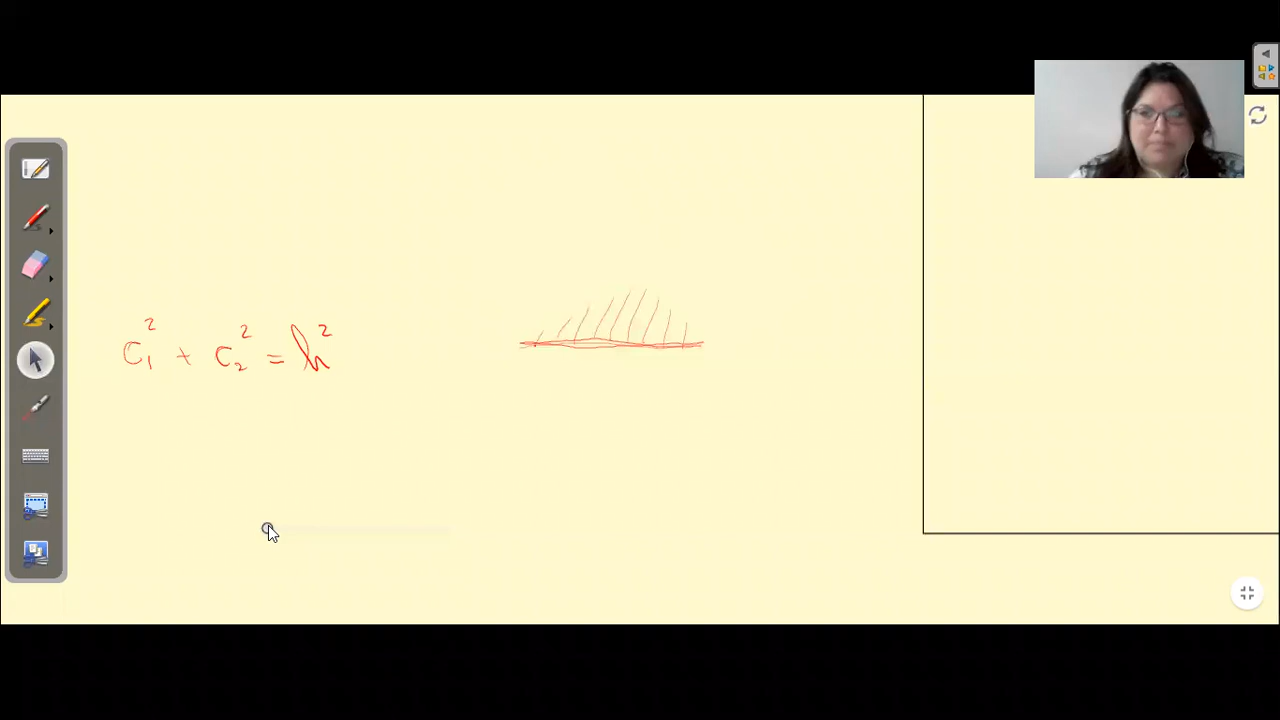 c₁² + c₂² = h²